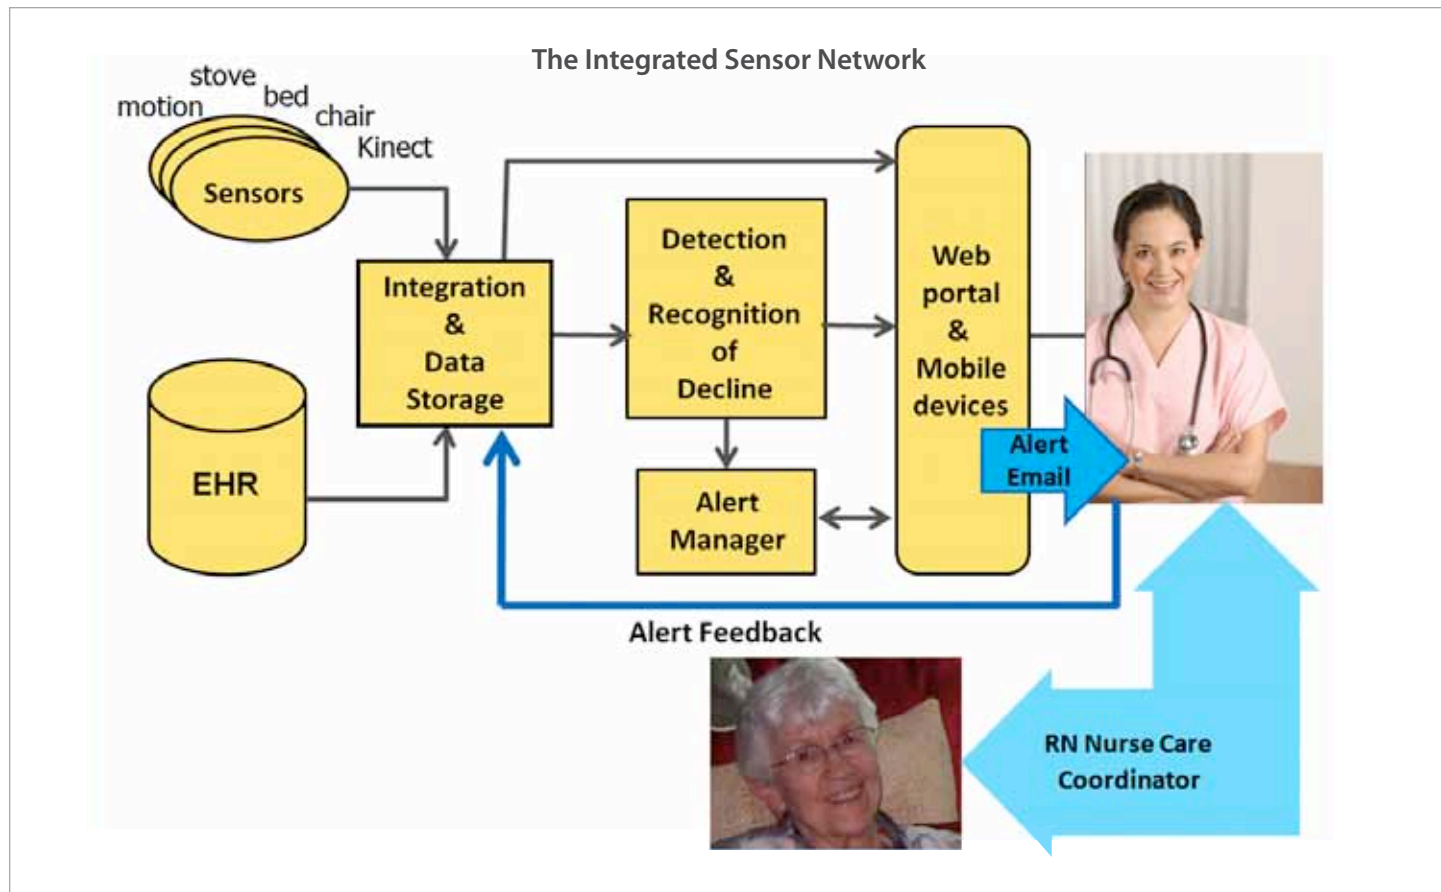 The Integrated Sensor Network
motion
stove
bed
chair
Kinect
Sensors
Integration
&
Data
Storage
EHR
Detection
&
Recognition
of
Decline
Alert
Manager
Web
portal
&
Mobile
devices
Alert
Email
Alert Feedback
RN Nurse Care
Coordinator